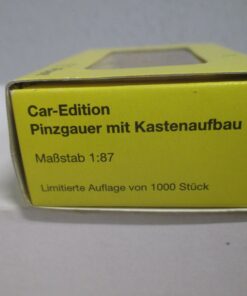 Car-Edition
Pinzgauer mit Kastenaufbau
Maßstab 1:87
Limitierte Auflage von 1000 Stück